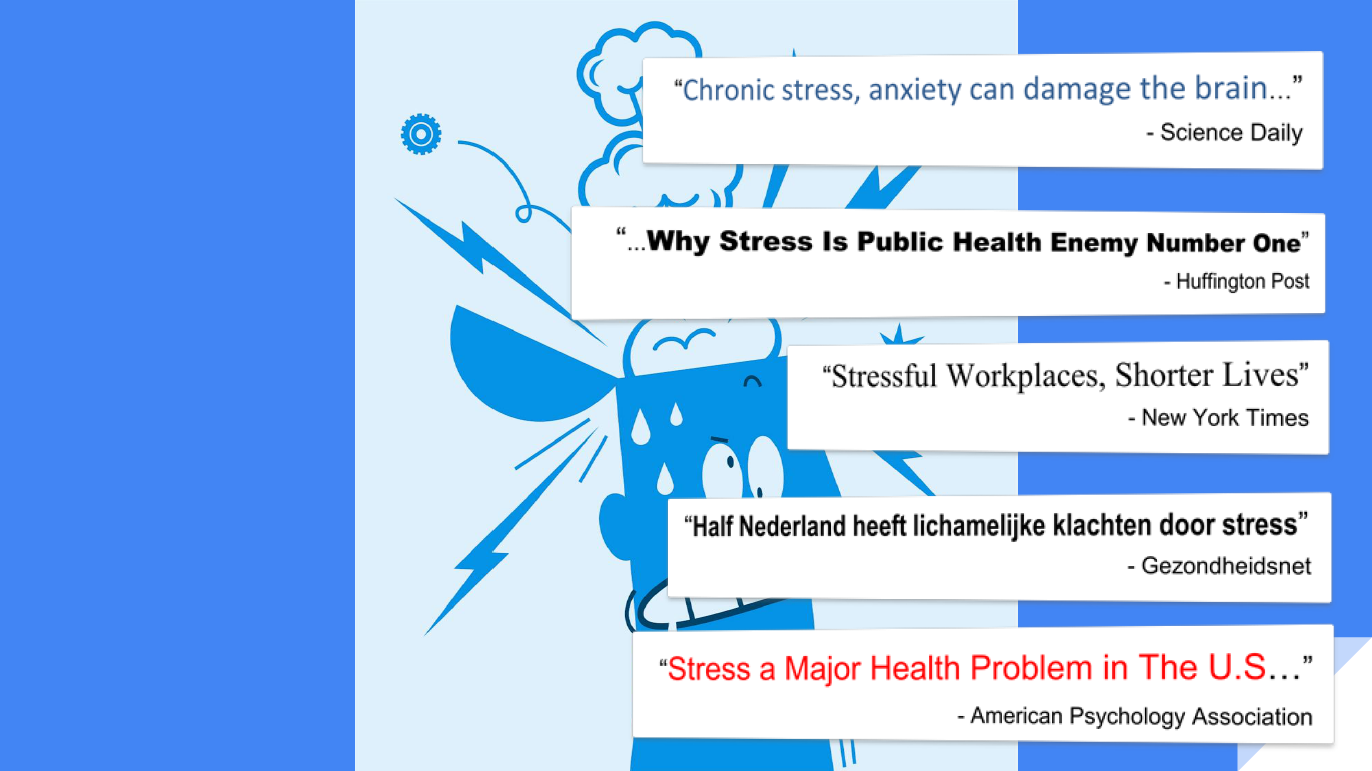 “Chronic stress, anxiety can damage the brain...”
- Science Daily
“...Why Stress Is Public Health Enemy Number One”
- Huffington Post
“Stressful Workplaces, Shorter Lives”
- New York Times
“Half Nederland heeft lichamelijke klachten door stress”
- Gezondheidsnet
“Stress a Major Health Problem in The U.S...”
- American Psychology Association